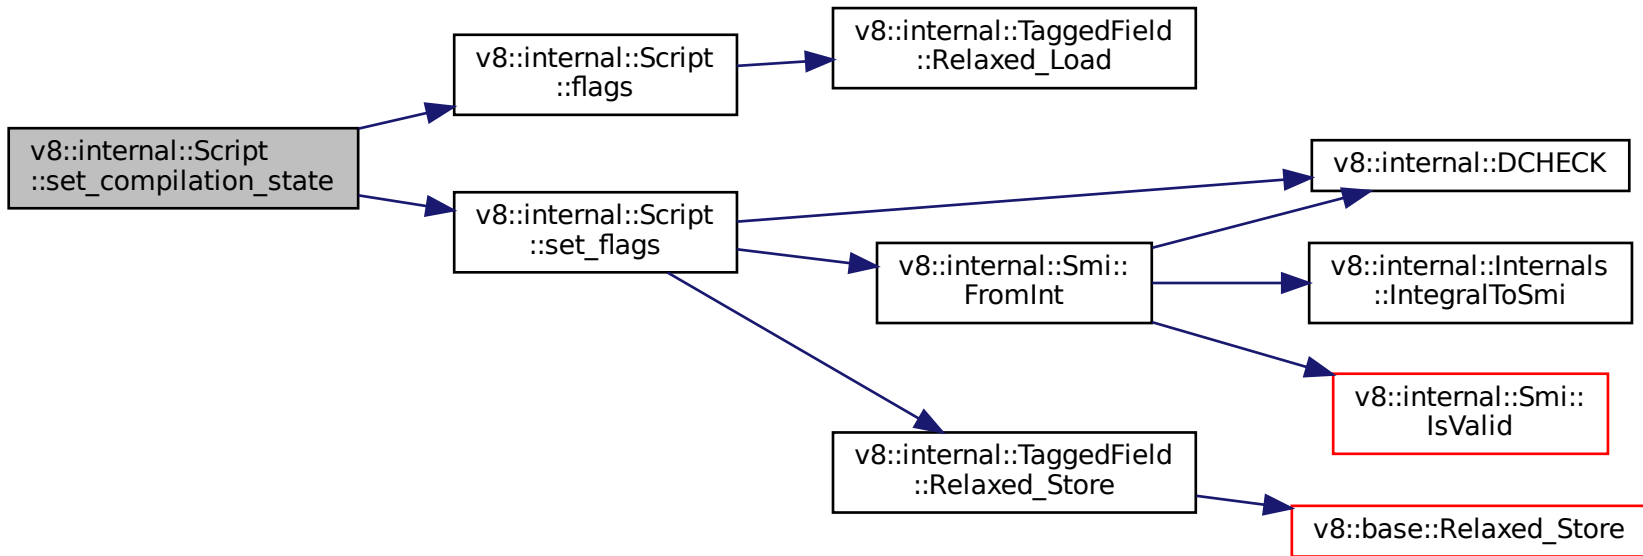 v8::internal::Script
::set_compilation_state
v8::internal::Script
::flags
v8::internal::TaggedField
::Relaxed_Load
v8::internal::Script
::set_flags
v8::internal::DCHECK
v8::internal::Smi::
FromInt
v8::internal::Internals
::IntegralToSmi
v8::internal::Smi::
IsValid
v8::internal::TaggedField
::Relaxed_Store
v8::base::Relaxed_Store